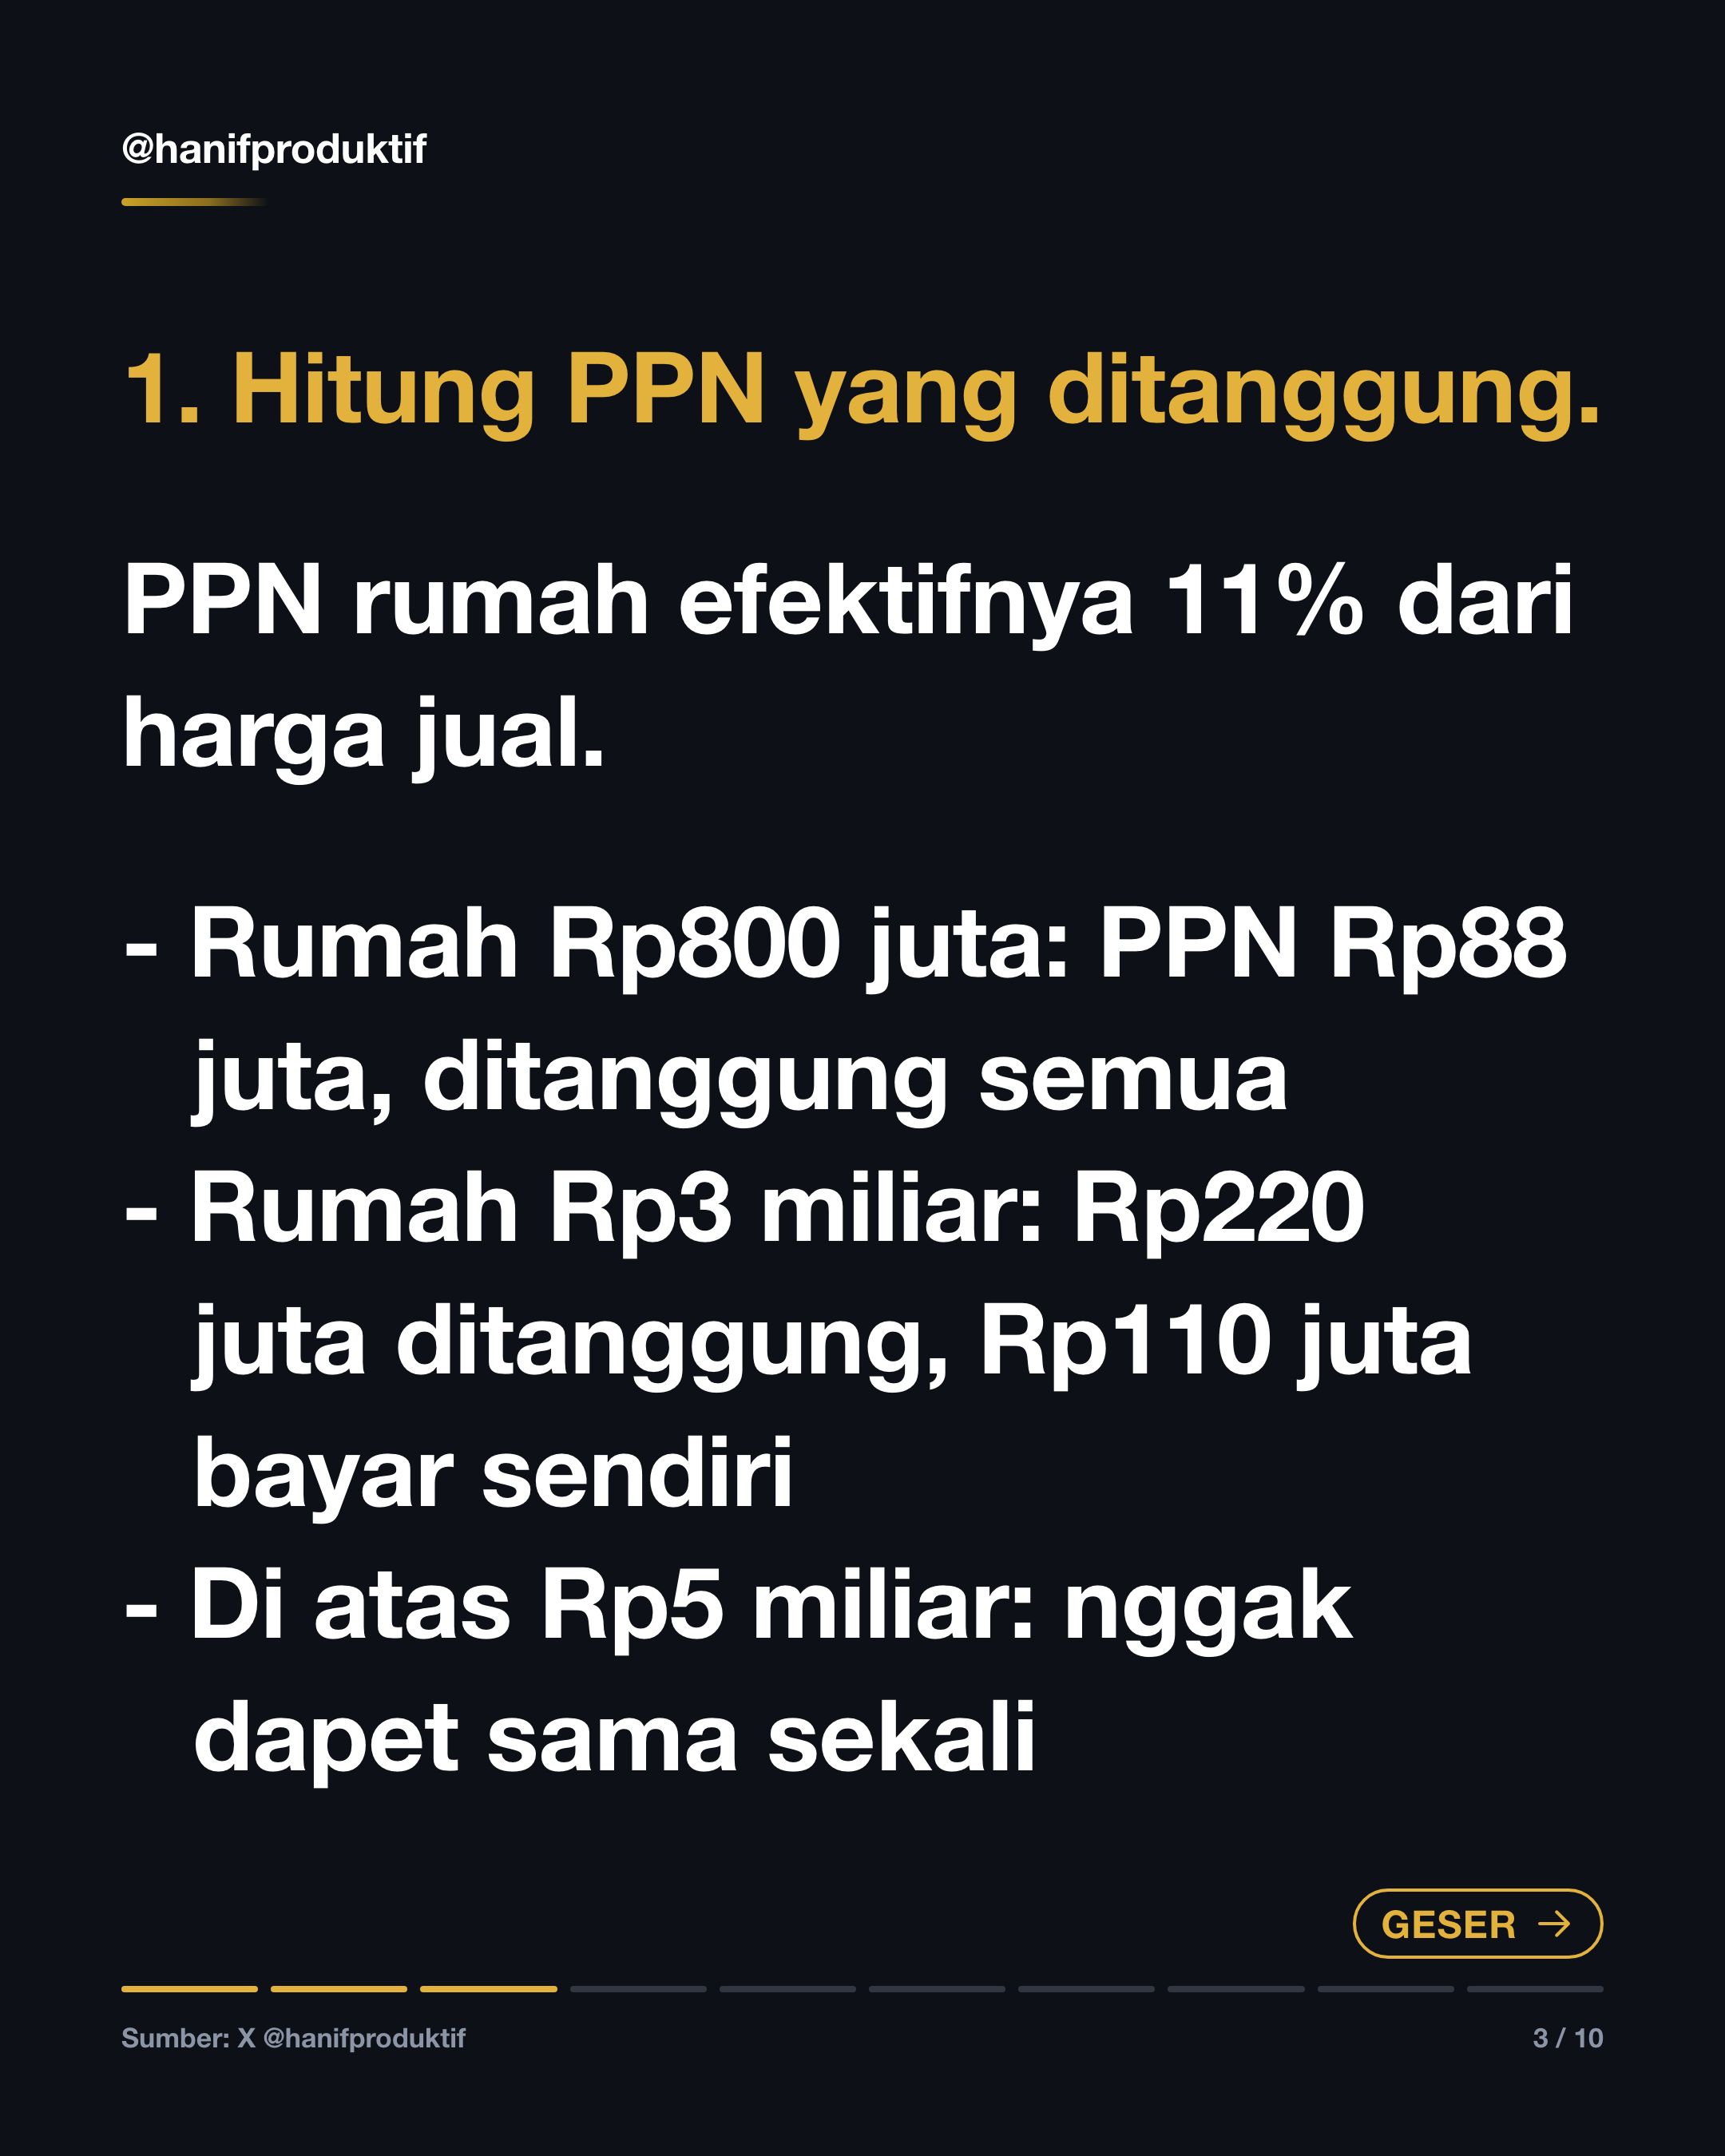 @hanifproduktif
1. Hitung PPN yang ditanggung.
PPN rumah efektifnya 11% dari
harga jual.
- Rumah Rp800 juta: PPN Rp88
juta, ditanggung semua
- Rumah Rp3 miliar: Rp220
juta ditanggung, Rp110 juta
bayar sendiri
- Di atas Rp5 miliar: nggak
dapet sama sekali
GESER →
Sumber: X @hanifproduktif
3 / 10